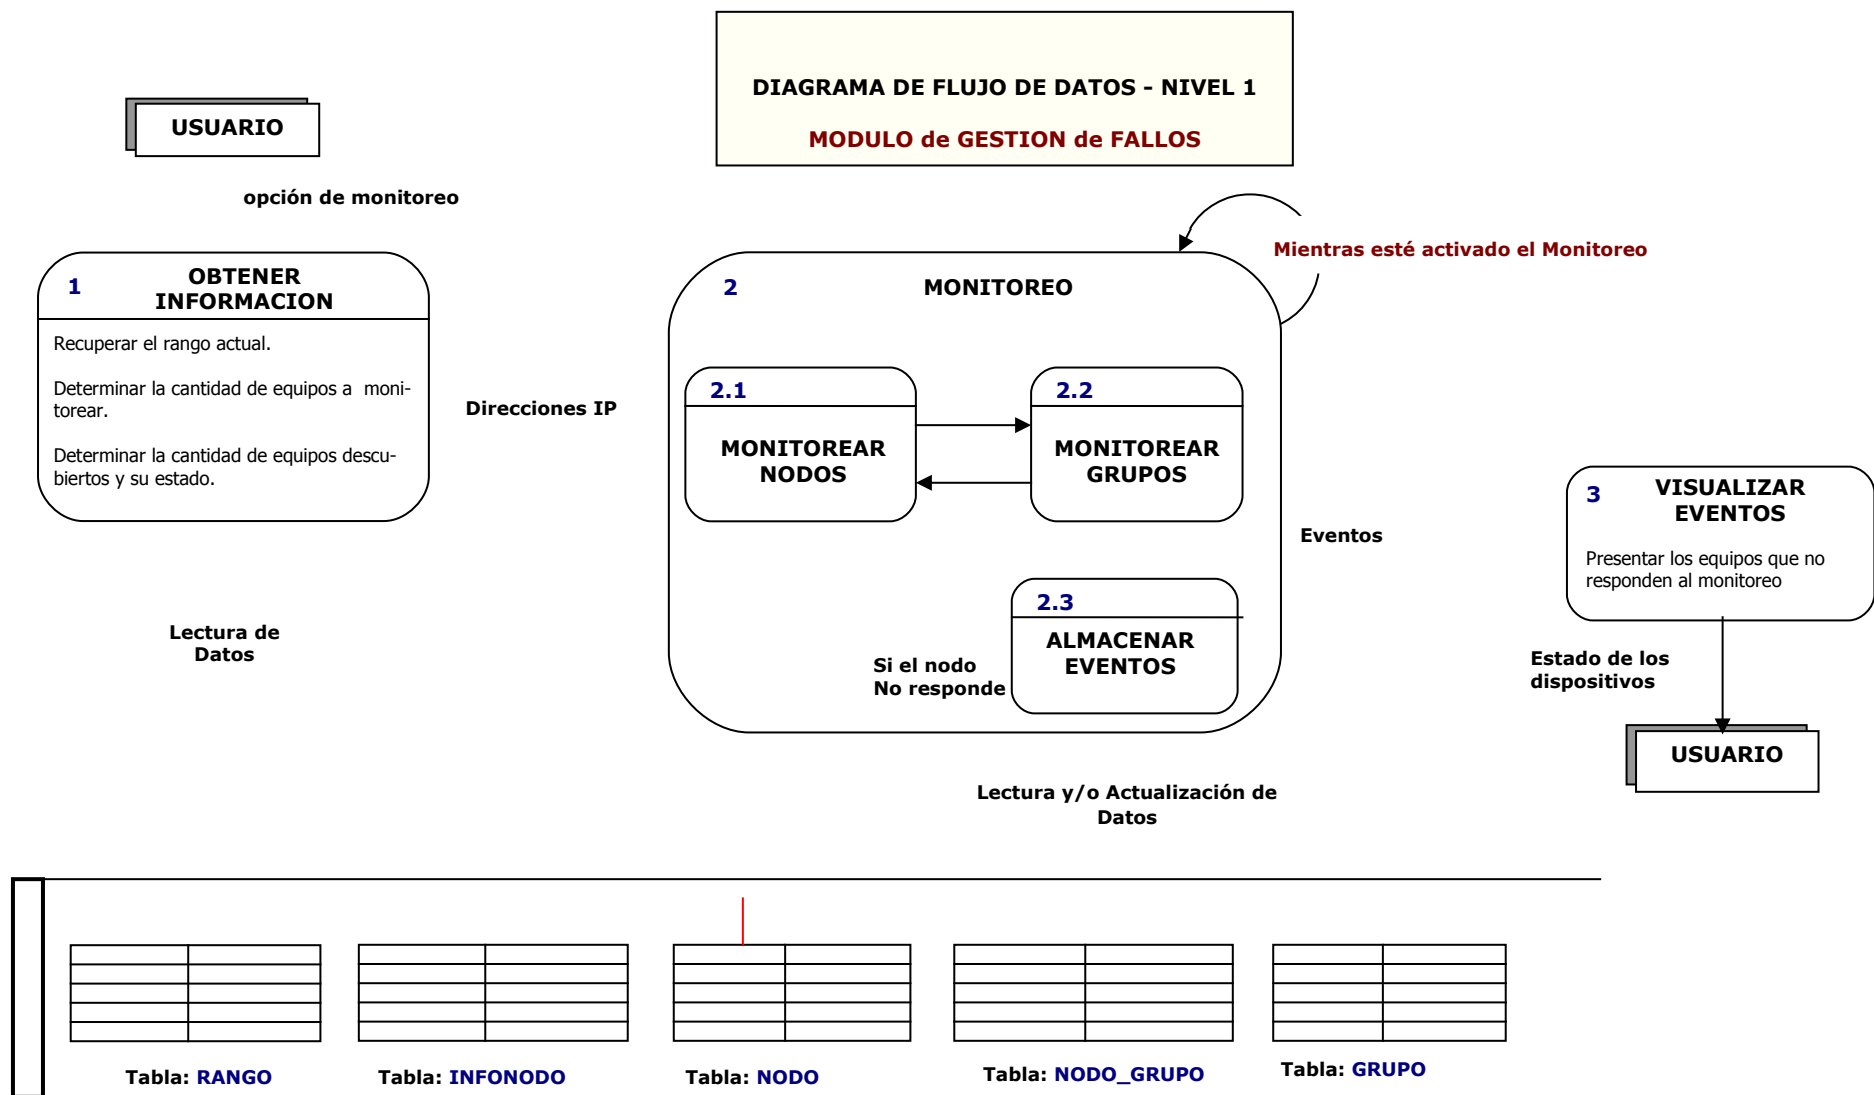 DIAGRAMA DE FLUJO DE DATOS - NIVEL 1
MODULO de GESTION de FALLOS
USUARIO
opción de monitoreo
Mientras esté activado el Monitoreo
1
OBTENER
INFORMACION
Recuperar el rango actual.
Determinar la cantidad de equipos a moni-
torear.
Determinar la cantidad de equipos descu-
biertos y su estado.
Direcciones IP
Lectura de
Datos
2
MONITOREO
2.1
MONITOREAR
NODOS
2.2
MONITOREAR
GRUPOS
2.3
ALMACENAR
EVENTOS
Si el nodo
No responde
Eventos
3
VISUALIZAR
EVENTOS
Presentar los equipos que no
responden al monitoreo
Estado de los
dispositivos
USUARIO
Lectura y/o Actualización de
Datos
Tabla: RANGO
Tabla: INFONODO
Tabla: NODO
Tabla: NODO_GRUPO
Tabla: GRUPO